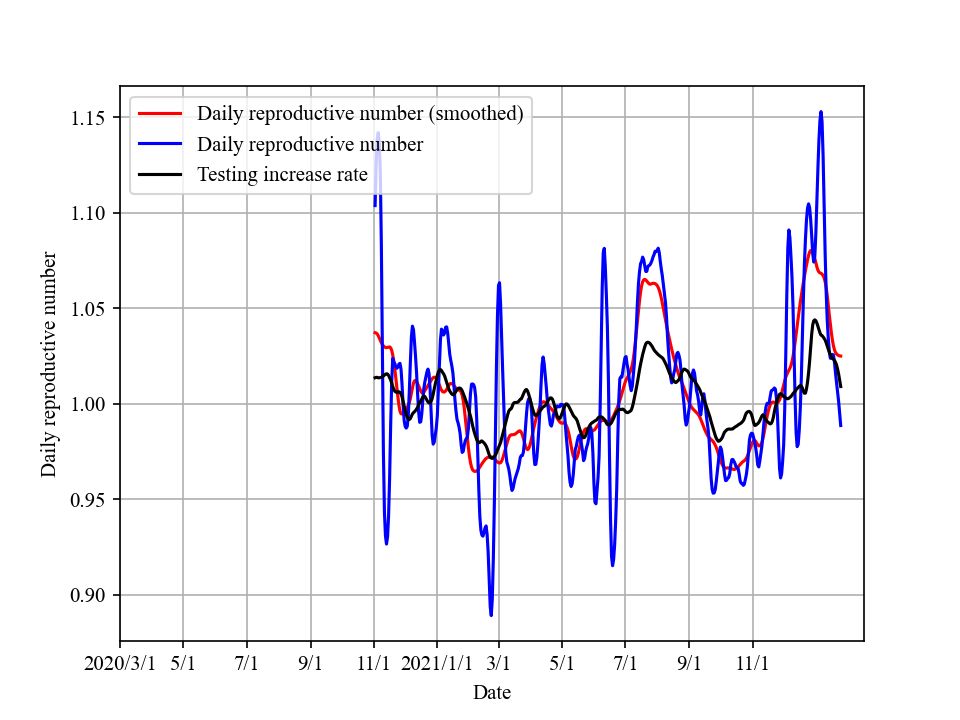 Daily reproductive number (smoothed)
Daily reproductive number
Testing increase rate
Daily reproductive number
1.15
1.10
1.05
1.00
0.95
0.90
2020/3/1 5/1 7/1 9/1 11/1 2021/1/1 3/1 5/1 7/1 9/1 11/1
Date